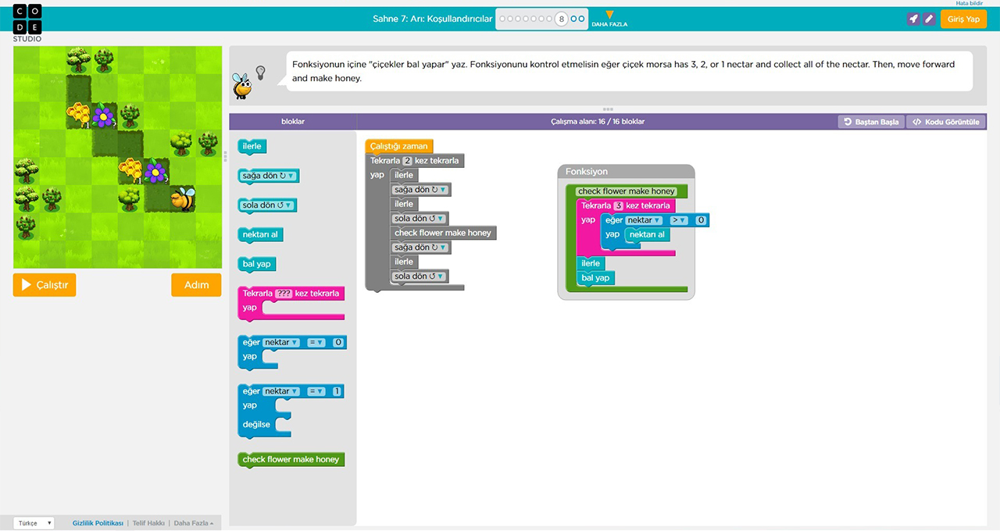 Hata bildir
C O
D E
STUDIO
Sahne 7: Arı: Koşullandırıcılar
8
DAHA FAZLA
Giriş Yap
Fonksiyonun içine "çiçekler bal yapar" yaz. Fonksiyonunu kontrol etmelisin eğer çiçek morsa has 3, 2, or 1 nectar and collect all of the nectar. Then, move forward
and make honey.
1
?
1
?
Çalıştır
Adım
bloklar
Çalışma alanı: 16 / 16 bloklar
Baştan Başla
</> Kodu Görüntüle
ilerle
sağa dön ↻ ▼
sola dön ↺ ▼
nektarı al
bal yap
Tekrarla ??? kez tekrarla
yap
eğer nektar ▼ = ▼ 0
yap
eğer nektar ▼ = ▼ 1
yap
değilse
check flower make honey
Çalıştığı zaman
Tekrarla 2 kez tekrarla
yap ilerle
sağa dön ↻ ▼
ilerle
sola dön ↺ ▼
check flower make honey
sağa dön ↻ ▼
ilerle
sola dön ↺ ▼
Fonksiyon
check flower make honey
Tekrarla 3 kez tekrarla
yap eğer nektar ▼ > ▼ 0
yap nektarı al
ilerle
bal yap
Türkçe ▼
Gizlilik Politikası | Telif Hakkı | Daha Fazla